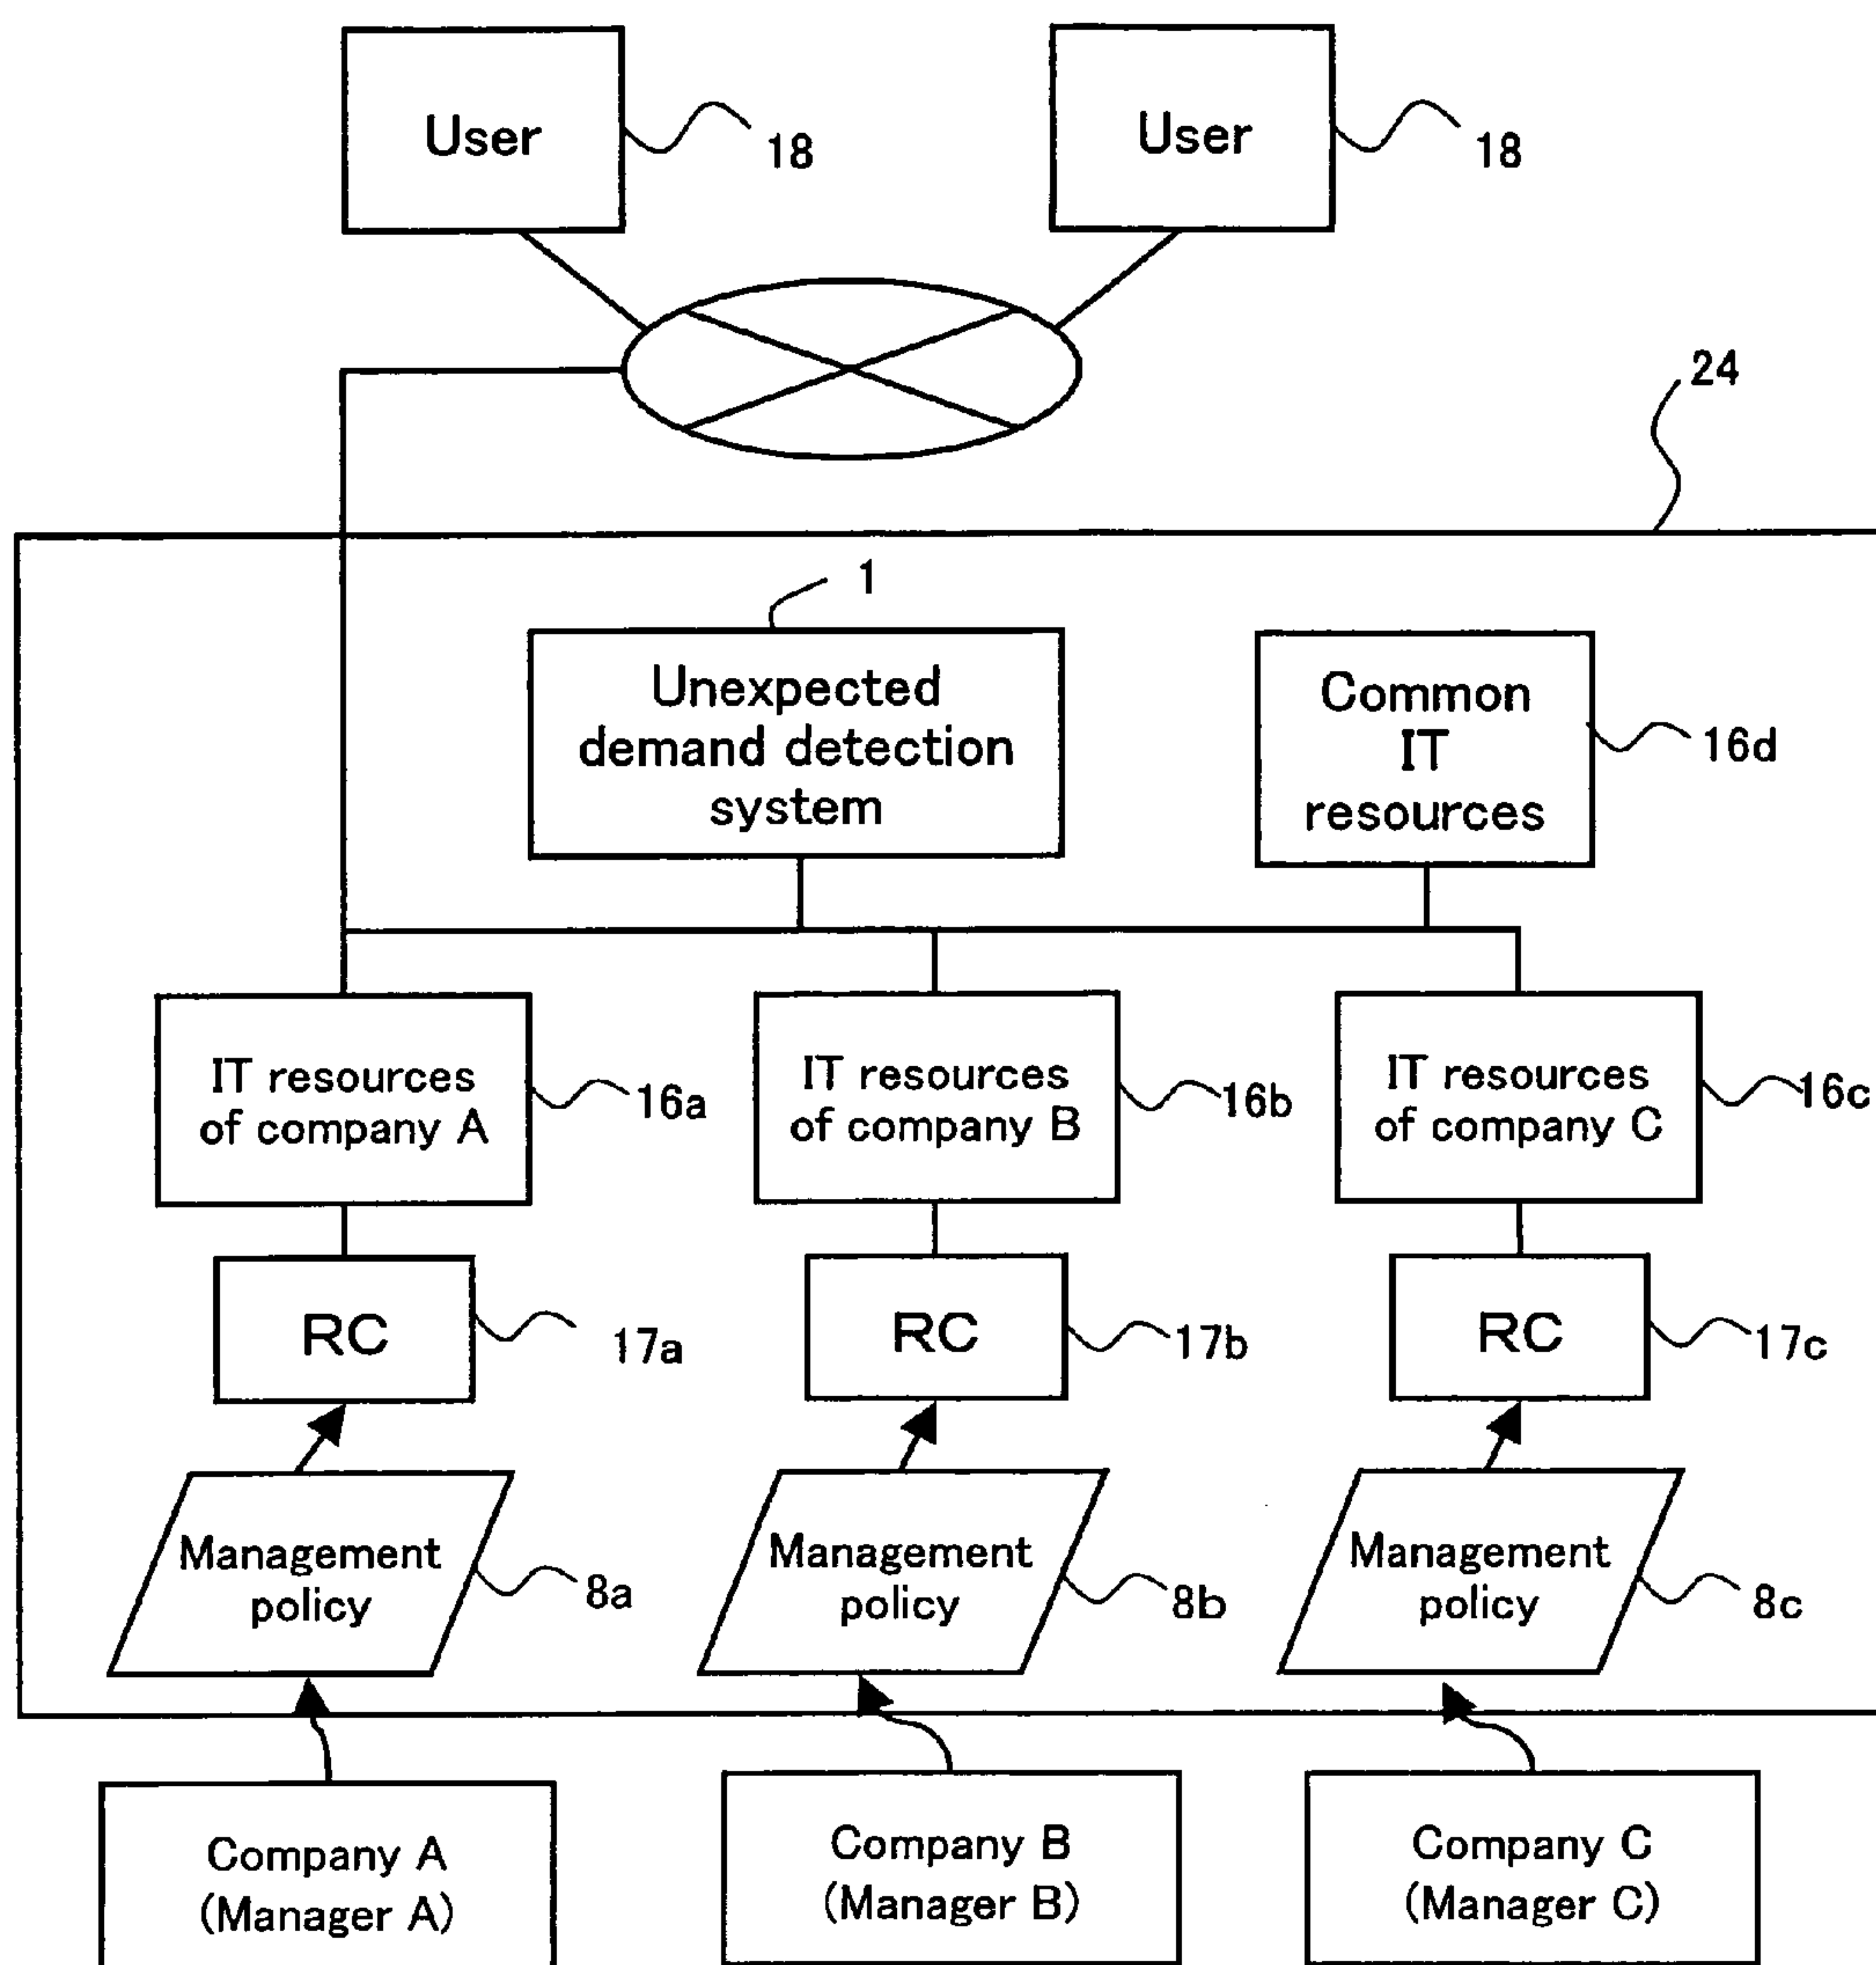 User
18
User
18
24
1
Unexpected
demand detection
system
Common
IT
resources
16d
IT resources
of company A
16a
IT resources
of company B
16b
IT resources
of company C
16c
RC
17a
RC
17b
RC
17c
Management
policy
8a
Management
policy
8b
Management
policy
8c
Company A
(Manager A)
Company B
(Manager B)
Company C
(Manager C)